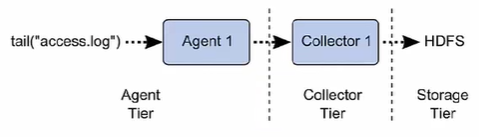 tail("access.log") Agent 1 Collector 1 HDFS
Agent Collector Storage
Tier Tier Tier